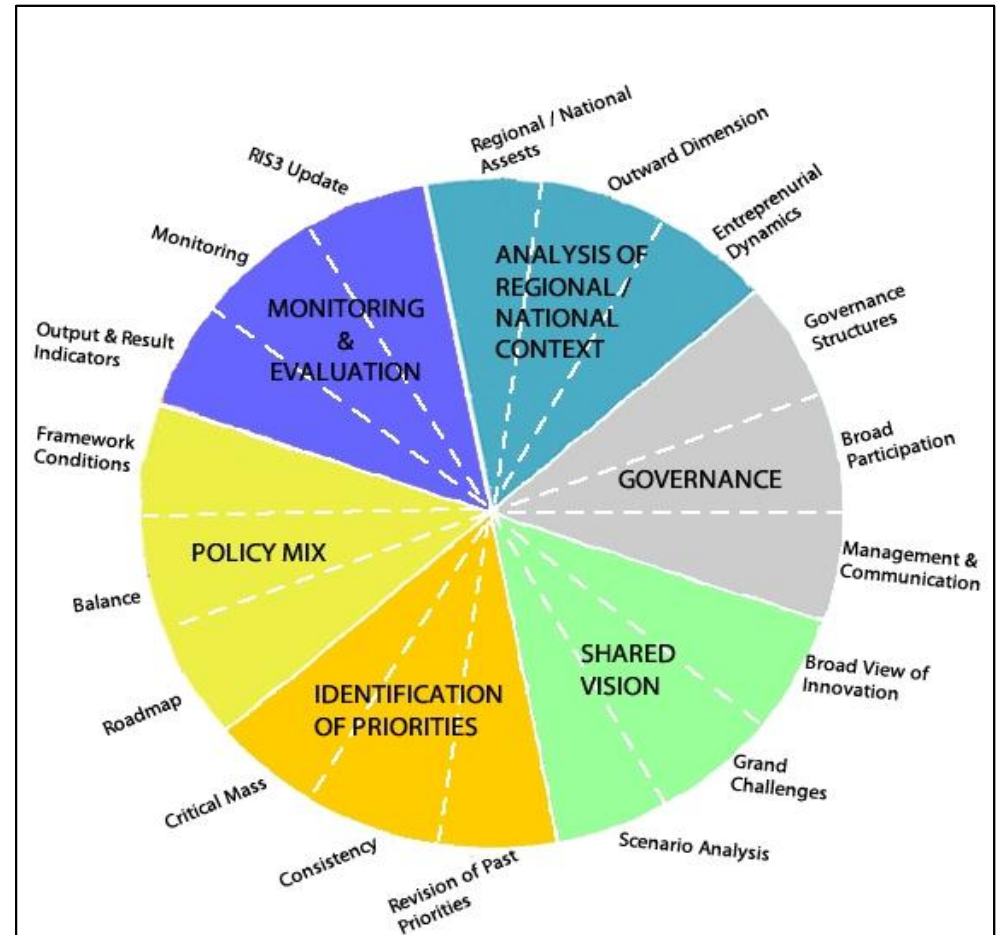 Regional / National
Assests
Outward Dimension
Entreprenurial
Dynamics
Governance
Structures
Broad
Participation
Management &
Communication
Broad View of
Innovation
Grand
Challenges
Scenario Analysis
Revision of Past
Priorities
Consistency
Critical Mass
Roadmap
Balance
Framework
Conditions
Output & Result
Indicators
Monitoring
RIS3 Update
ANALYSIS OF
REGIONAL /
NATIONAL
CONTEXT
GOVERNANCE
SHARED
VISION
IDENTIFICATION
OF PRIORITIES
POLICY MIX
MONITORING
&
EVALUATION